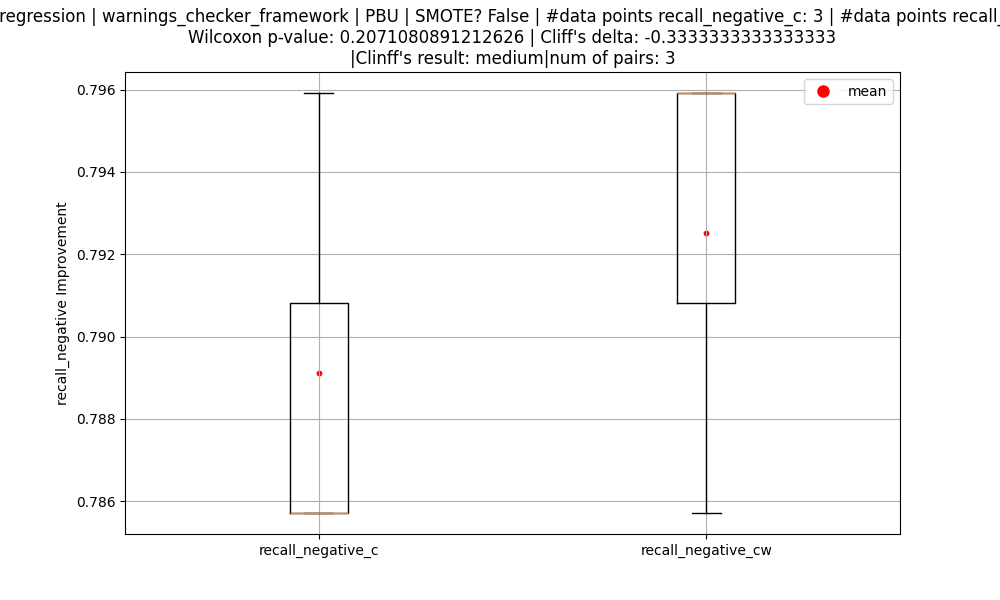 regression | warnings_checker_framework | PBU | SMOTE? False | #data points recall_negative_c: 3 | #data points recall_
Wilcoxon p-value: 0.2071080891212626 | Cliff's delta: -0.3333333333333333
|Clinff's result: medium|num of pairs: 3
mean
recall_negative Improvement
0.796
0.794
0.792
0.790
0.788
0.786
recall_negative_c
recall_negative_cw